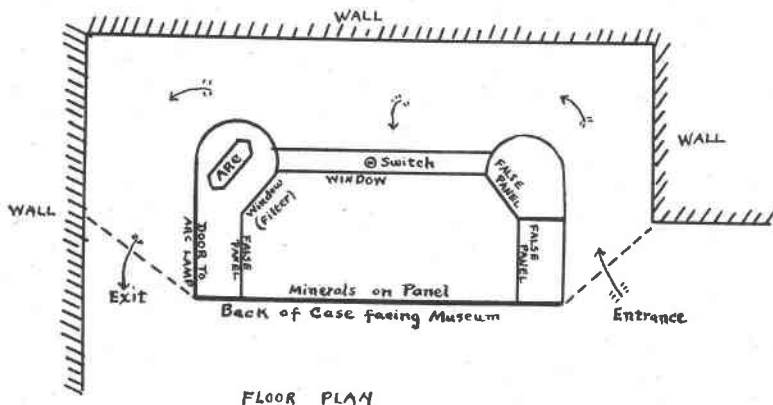 WALL
WALL
WALL
ARC
Switch
WINDOW
Window
(Filter)
FALSE
PANEL
DOOR TO
ARC LAMP
FALSE
PANEL
FALSE
PANEL
Exit
Minerals on Panel
Back of Case facing Museum
Entrance
FLOOR PLAN